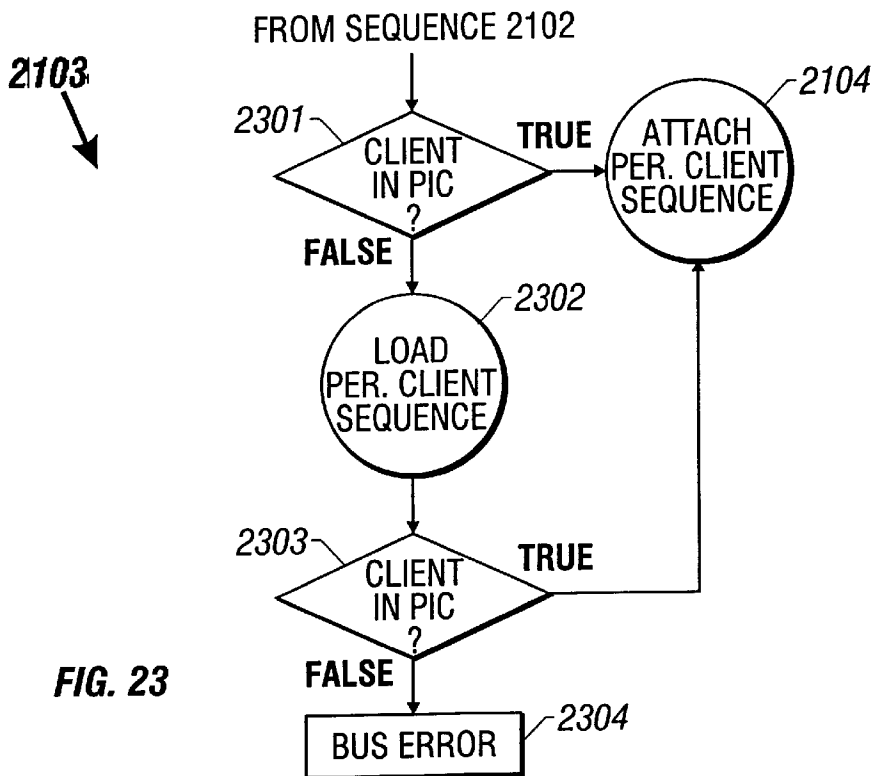 FROM SEQUENCE 2102
2103
2301
CLIENT
IN PIC
?
TRUE
2104
ATTACH
PER. CLIENT
SEQUENCE
FALSE
2302
LOAD
PER. CLIENT
SEQUENCE
2303
CLIENT
IN PIC
?
TRUE
FALSE
FIG. 23
2304
BUS ERROR